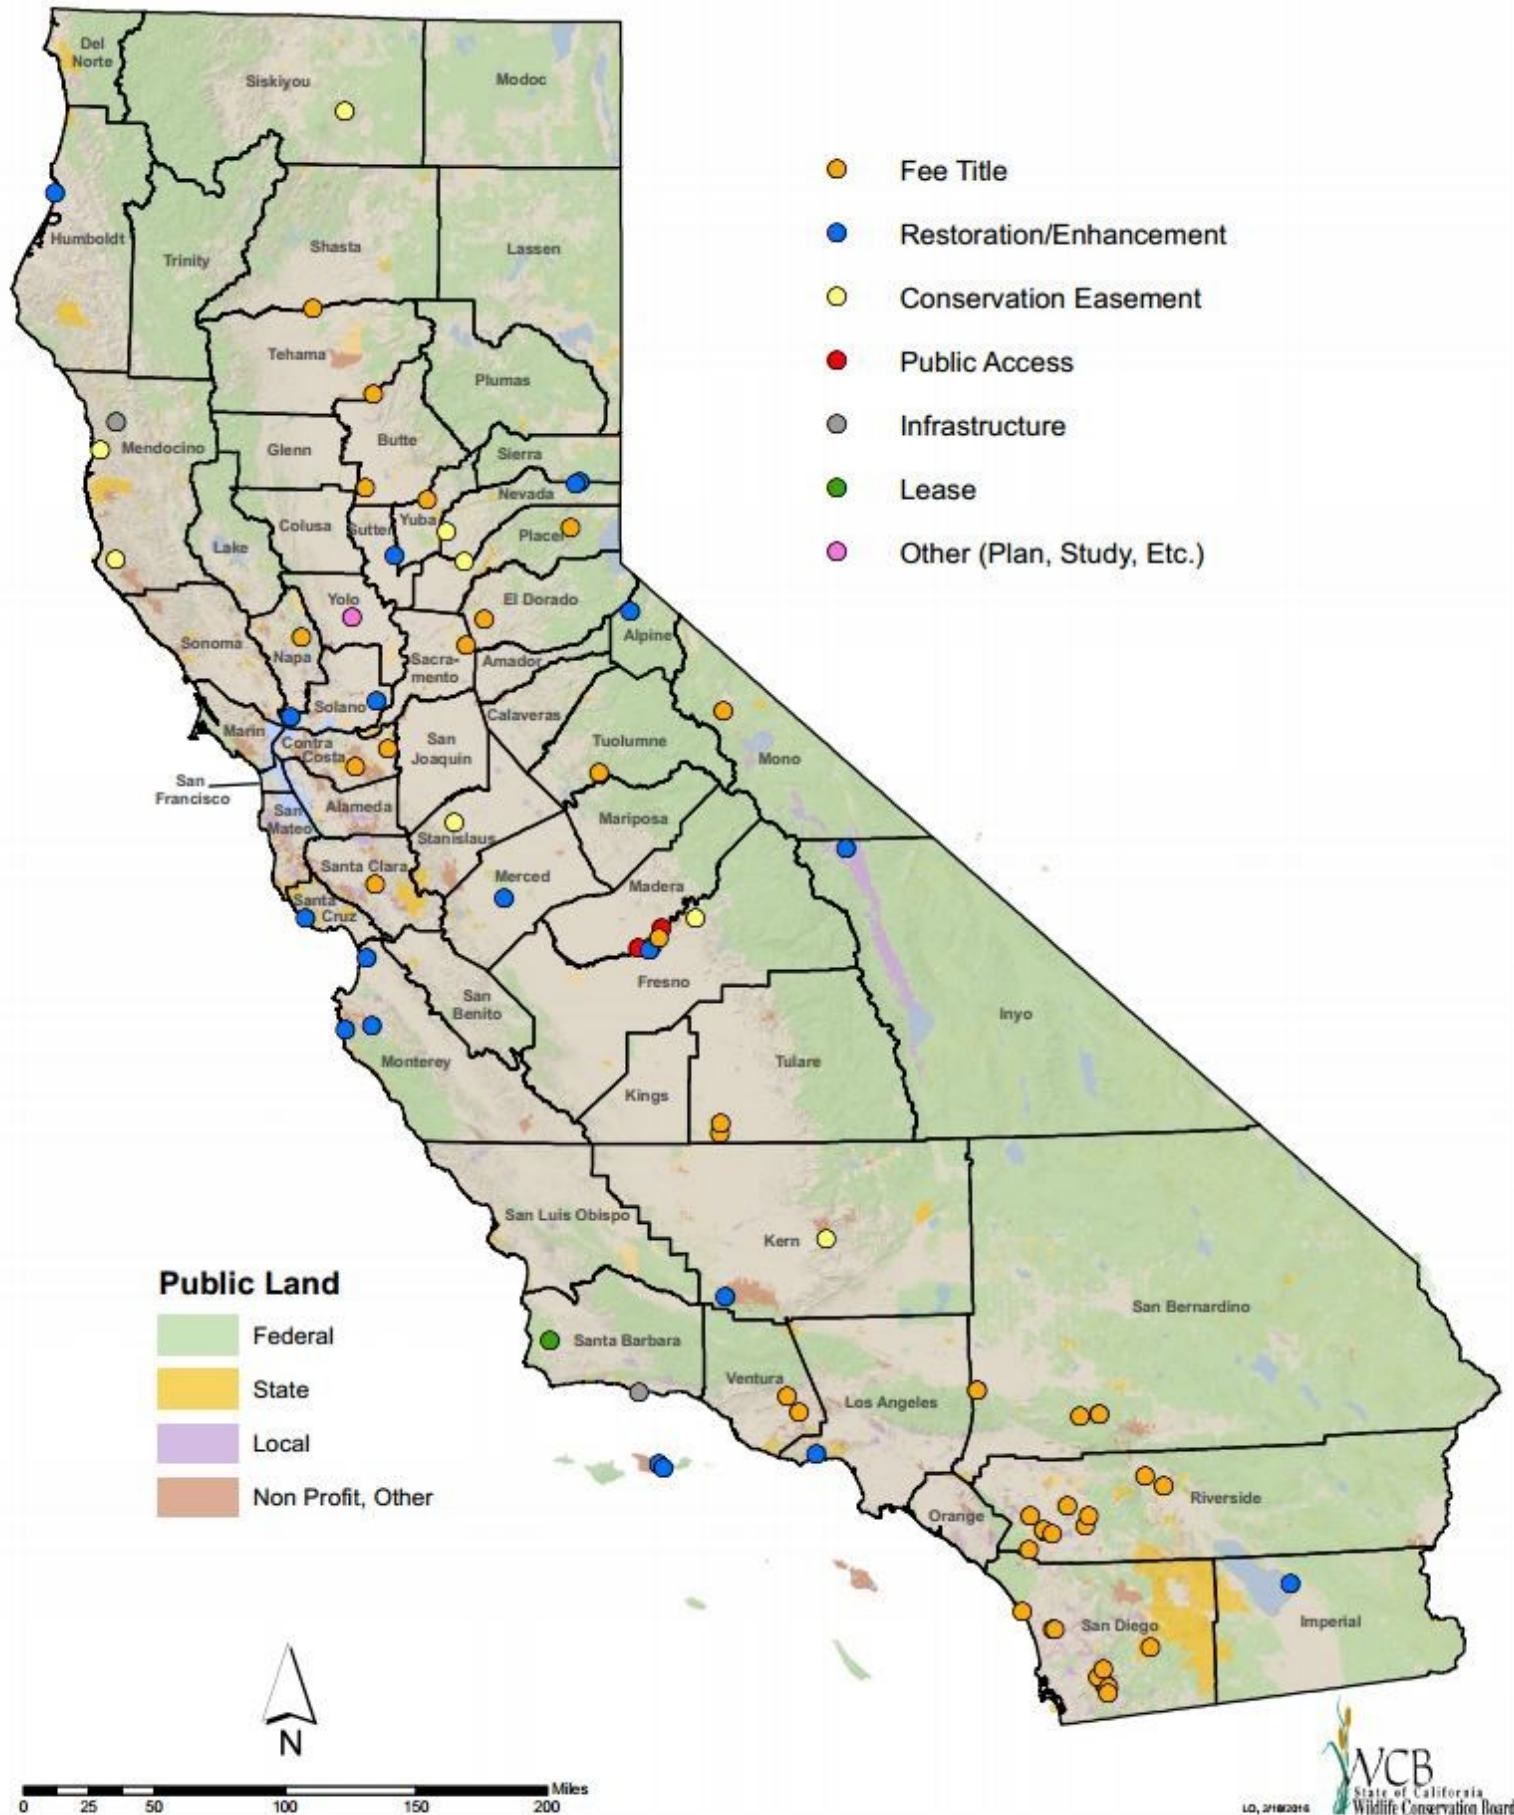 Del
Norte
Siskiyou
Modoc
Humboldt
Trinity
Shasta
Lassen
Tehama
Plumas
Mendocino
Glenn
Butte
Sierra
Nevada
Colusa
Sutter
Yuba
Placer
Lake
Yolo
El Dorado
Sonoma
Napa
Sacra-
mento
Amador
Alpine
Solano
Marin
Calaveras
Contra
Costa
San
Joaquin
Tuolumne
Mono
San
Francisco
San
Mateo
Alameda
Stanislaus
Mariposa
Santa Clara
Merced
Madera
Santa
Cruz
Fresno
San
Benito
Inyo
Monterey
Tulare
Kings
San Luis Obispo
Kern
San Bernardino
Santa Barbara
Ventura
Los Angeles
Orange
Riverside
San Diego
Imperial
Fee Title
Restoration/Enhancement
Conservation Easement
Public Access
Infrastructure
Lease
Other (Plan, Study, Etc.)
Public Land
Federal
State
Local
Non Profit, Other
N
Miles
0 25 50 100 150 200
WCB
State of California
Wildlife Conservation Board